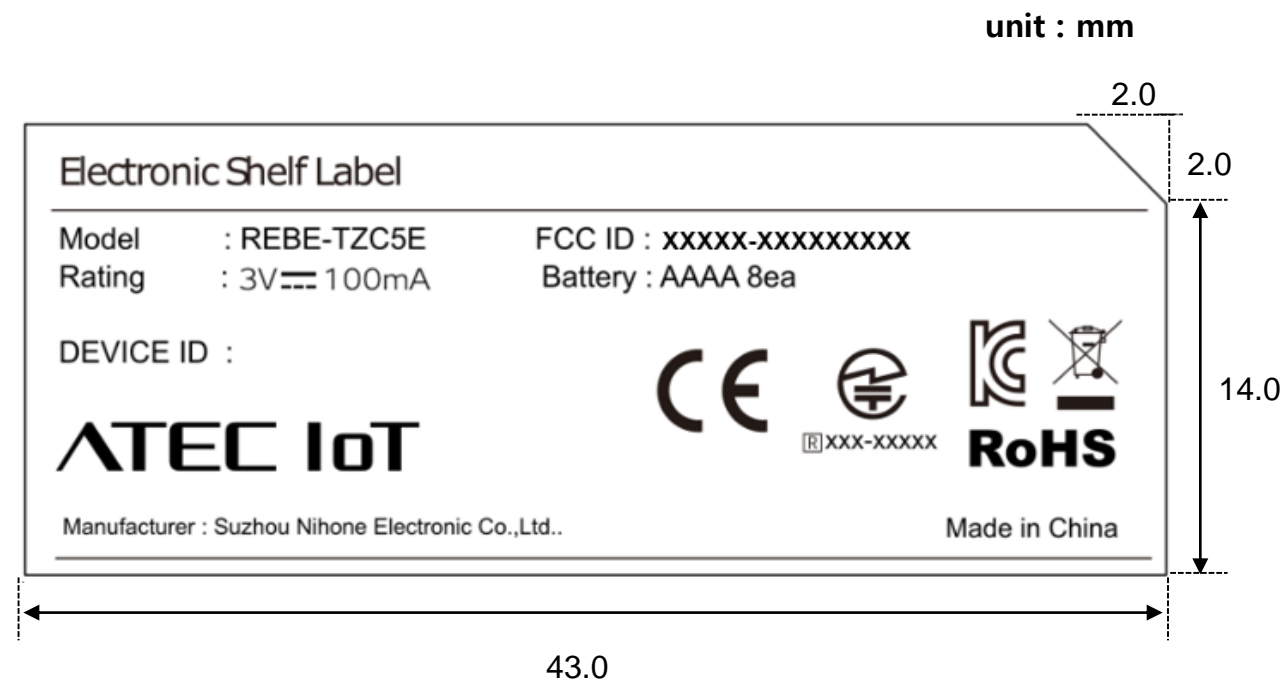 unit : mm
2.0
2.0
Electronic Shelf Label
Model : REBE-TZC5E FCC ID : XXXXX-XXXXXXXXX
Rating : 3V⎓100mA Battery : AAAA 8ea
DEVICE ID :
CE
R XXX-XXXXX
RoHS
14.0
ATEC IoT
Manufacturer : Suzhou Nihone Electronic Co.,Ltd.. Made in China
43.0